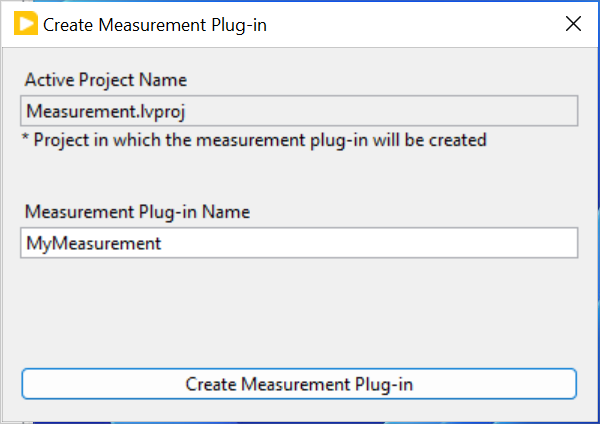 Create Measurement Plug-in
Active Project Name
Measurement.lvproj
* Project in which the measurement plug-in will be created
Measurement Plug-in Name
MyMeasurement
Create Measurement Plug-in